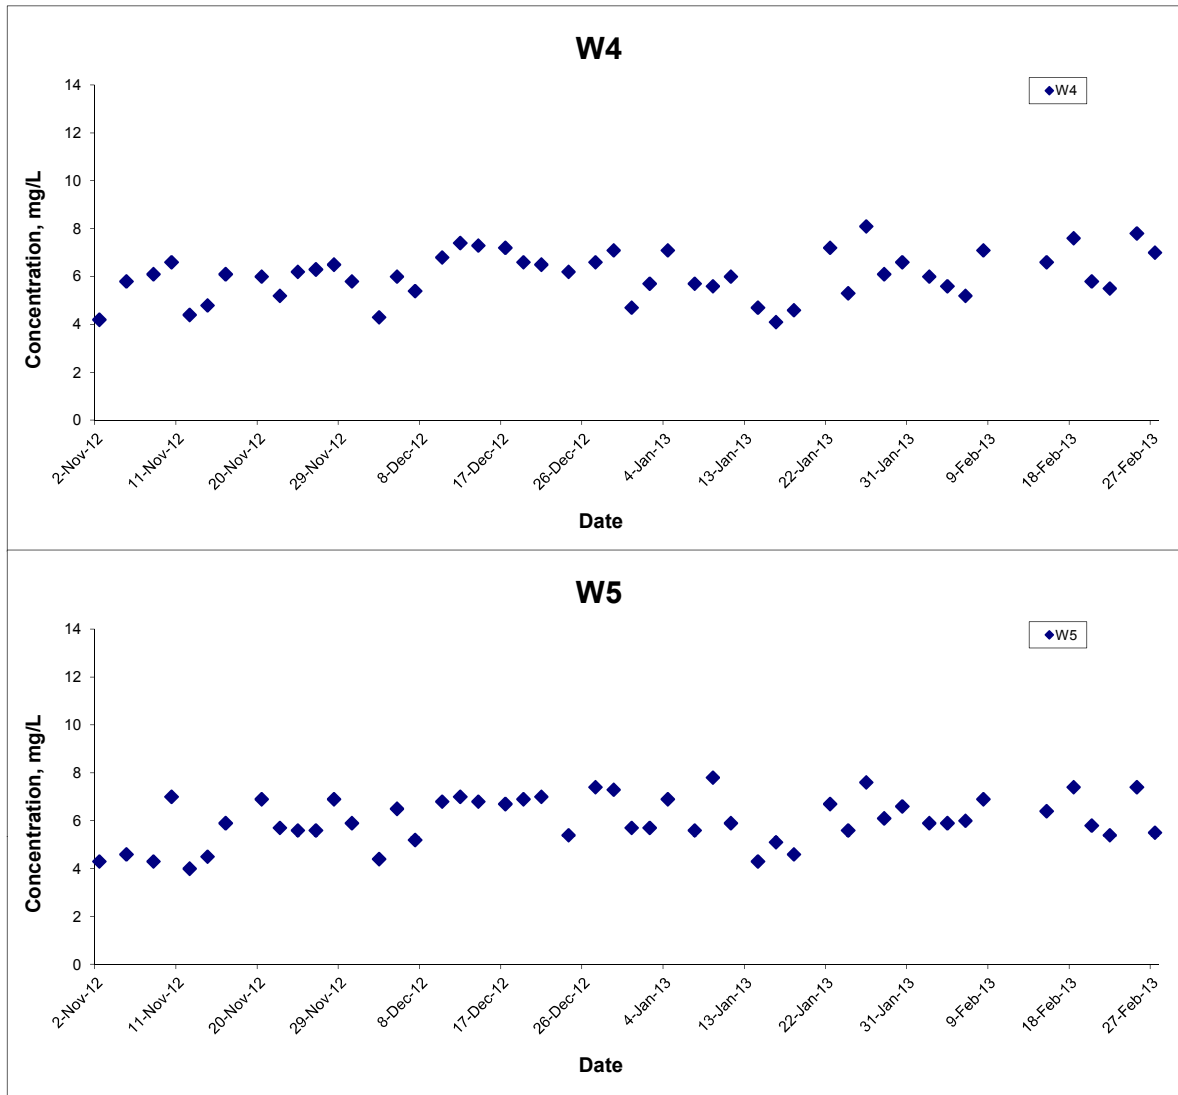 W4
W4
14
12
10
8
6
4
2
0
Concentration, mg/L
2-Nov-12
11-Nov-12
20-Nov-12
29-Nov-12
8-Dec-12
17-Dec-12
26-Dec-12
4-Jan-13
13-Jan-13
22-Jan-13
31-Jan-13
9-Feb-13
18-Feb-13
27-Feb-13
Date
W5
W5
14
12
10
8
6
4
2
0
Concentration, mg/L
2-Nov-12
11-Nov-12
20-Nov-12
29-Nov-12
8-Dec-12
17-Dec-12
26-Dec-12
4-Jan-13
13-Jan-13
22-Jan-13
31-Jan-13
9-Feb-13
18-Feb-13
27-Feb-13
Date